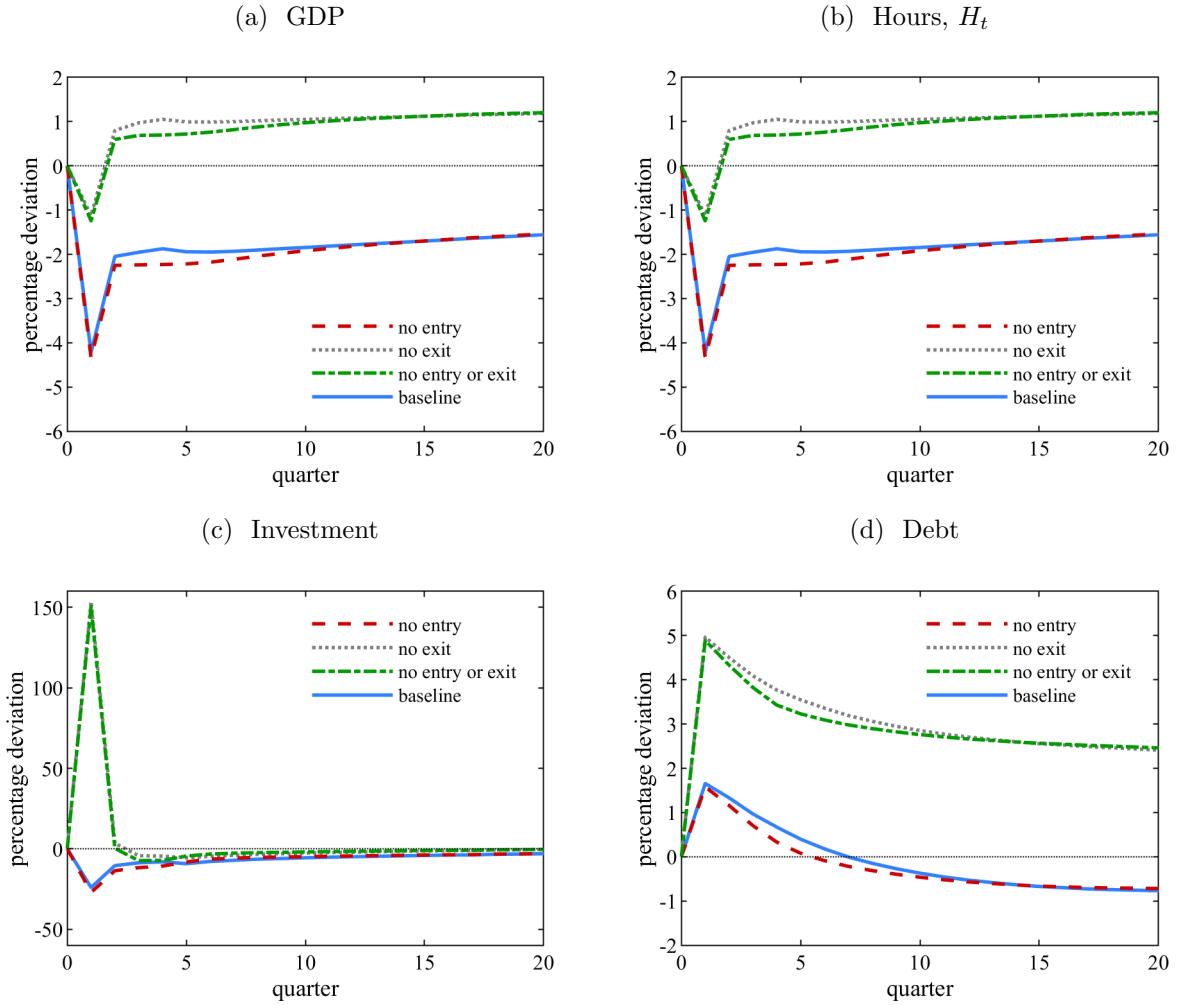 (a) GDP
percentage deviation
2
1
0
-1
-2
-3
-4
-5
-6
no entry
no exit
no entry or exit
baseline
0 5 10 15 20
quarter
(b) Hours, H_t
percentage deviation
2
1
0
-1
-2
-3
-4
-5
-6
no entry
no exit
no entry or exit
baseline
0 5 10 15 20
quarter
(c) Investment
percentage deviation
150
100
50
0
-50
no entry
no exit
no entry or exit
baseline
0 5 10 15 20
quarter
(d) Debt
percentage deviation
6
5
4
3
2
1
0
-1
-2
no entry
no exit
no entry or exit
baseline
0 5 10 15 20
quarter